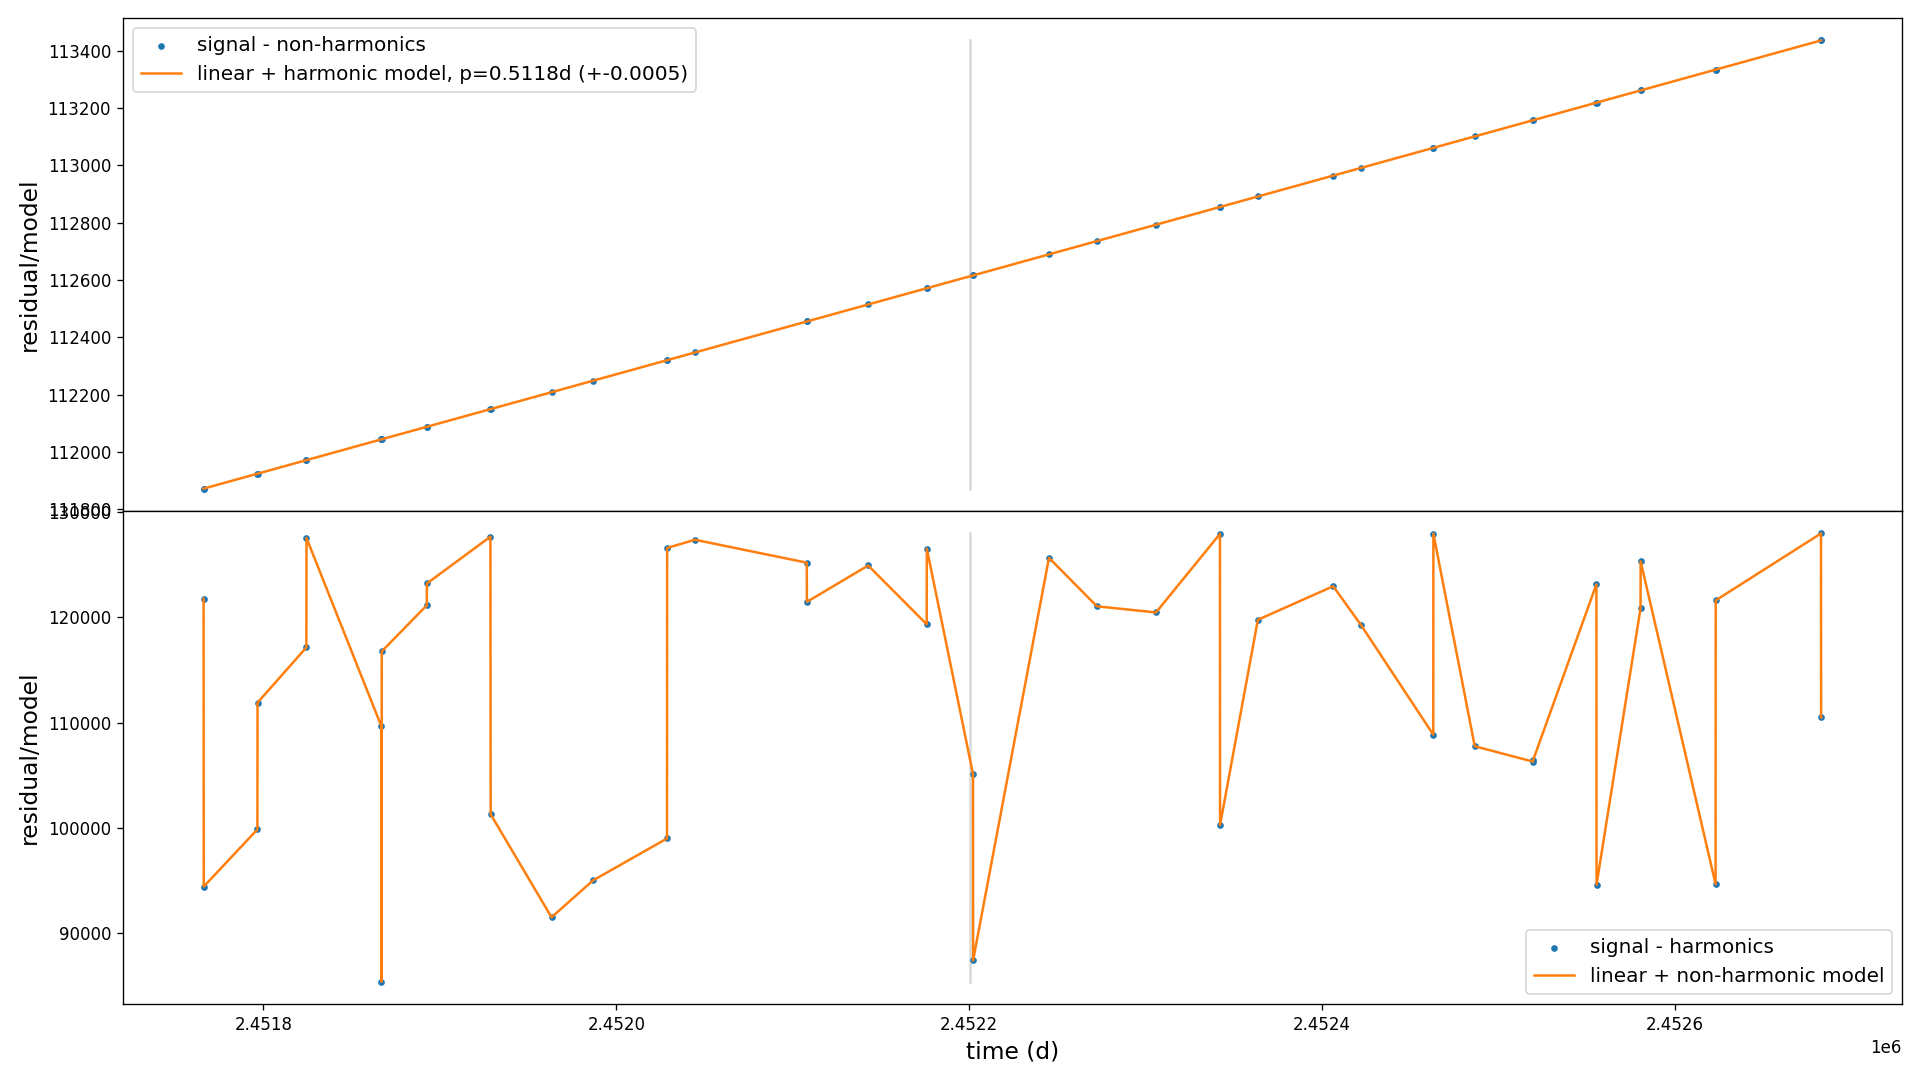 signal - non-harmonics
linear + harmonic model, p=0.5118d (+-0.0005)
residual/model
113400
113200
113000
112800
112600
112400
112200
112000
111800
130000
120000
110000
100000
90000
residual/model
signal - harmonics
linear + non-harmonic model
2.4518
2.4520
2.4522
2.4524
2.4526
time (d)
1e6